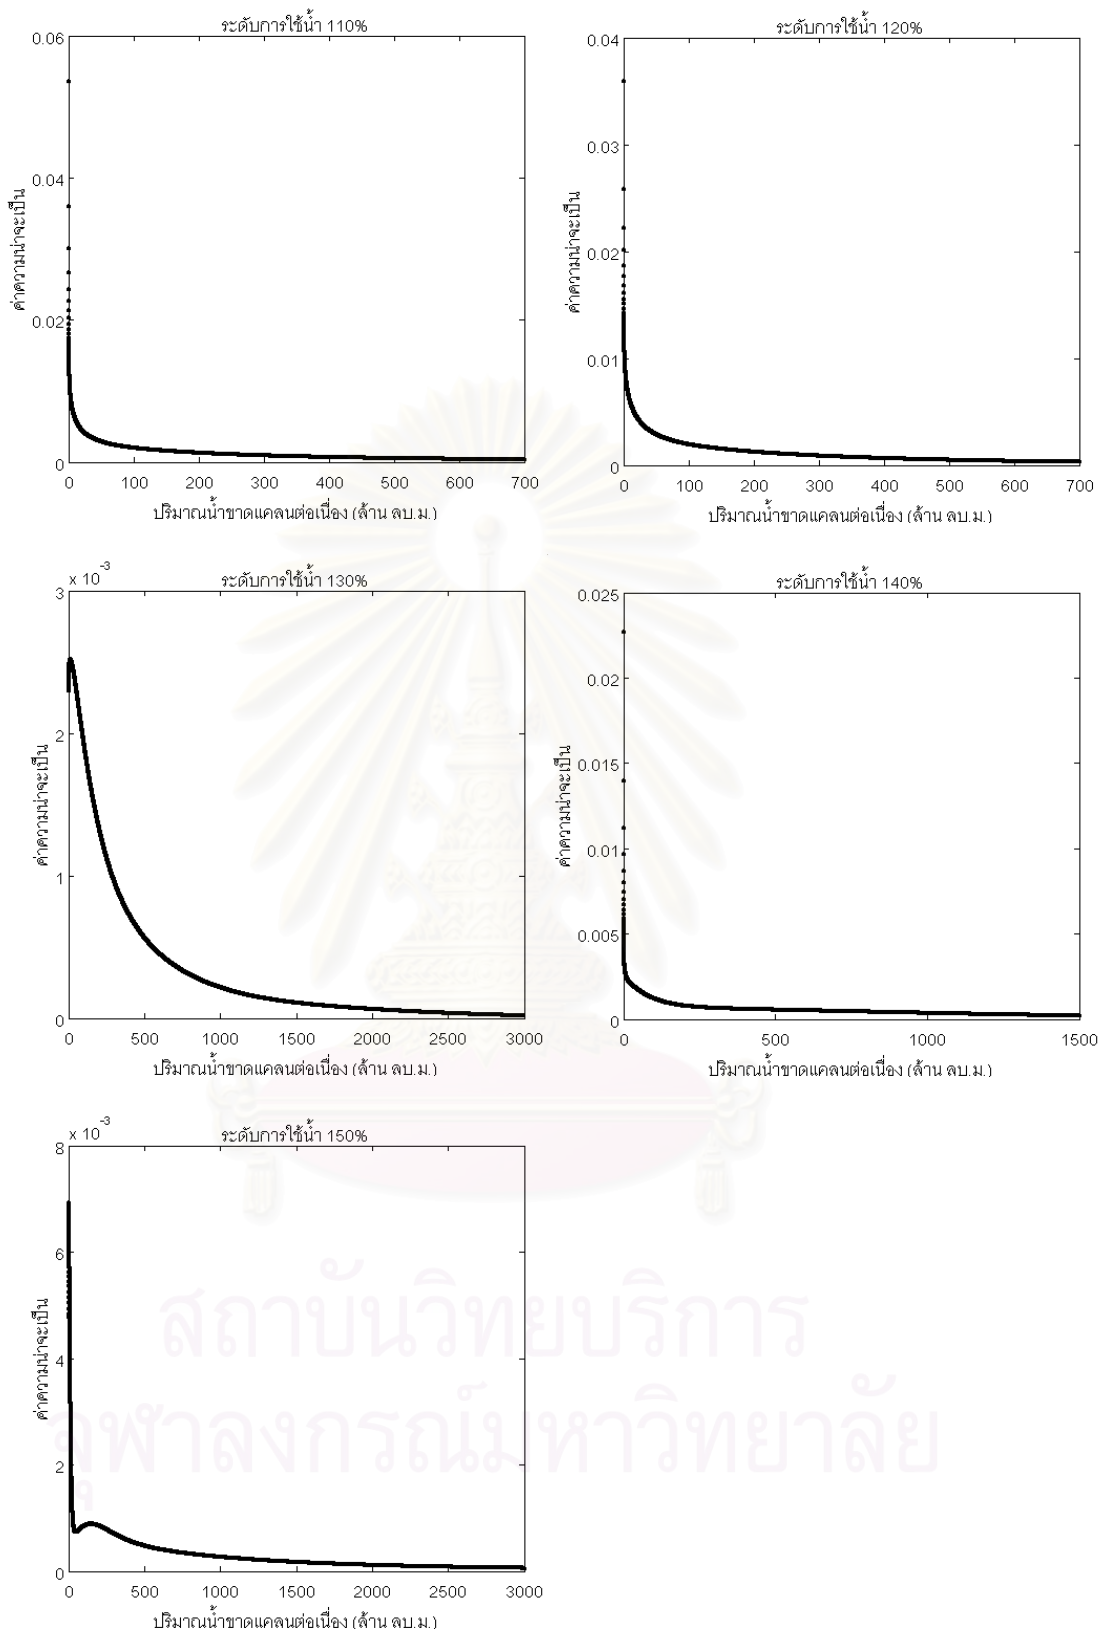 ระดับการใช้น้ำ 110%
0.06
0.04
0.02
0
ค่าความน่าจะเป็น
0 100 200 300 400 500 600 700
ปริมาณน้ำขาดแคลนต่อเนื่อง (ล้าน ลบ.ม.)
ระดับการใช้น้ำ 120%
0.04
0.03
0.02
0.01
0
ค่าความน่าจะเป็น
0 100 200 300 400 500 600 700
ปริมาณน้ำขาดแคลนต่อเนื่อง (ล้าน ลบ.ม.)
x 10-3
ระดับการใช้น้ำ 130%
3
2
1
0
ค่าความน่าจะเป็น
0 500 1000 1500 2000 2500 3000
ปริมาณน้ำขาดแคลนต่อเนื่อง (ล้าน ลบ.ม.)
ระดับการใช้น้ำ 140%
0.025
0.02
0.015
0.01
0.005
0
ค่าความน่าจะเป็น
0 500 1000 1500
ปริมาณน้ำขาดแคลนต่อเนื่อง (ล้าน ลบ.ม.)
x 10-3
ระดับการใช้น้ำ 150%
8
6
4
2
0
ค่าความน่าจะเป็น
0 500 1000 1500 2000 2500 3000
ปริมาณน้ำขาดแคลนต่อเนื่อง (ล้าน ลบ.ม.)
สถาบันวิทยบริการ
จุฬาลงกรณ์มหาวิทยาลัย